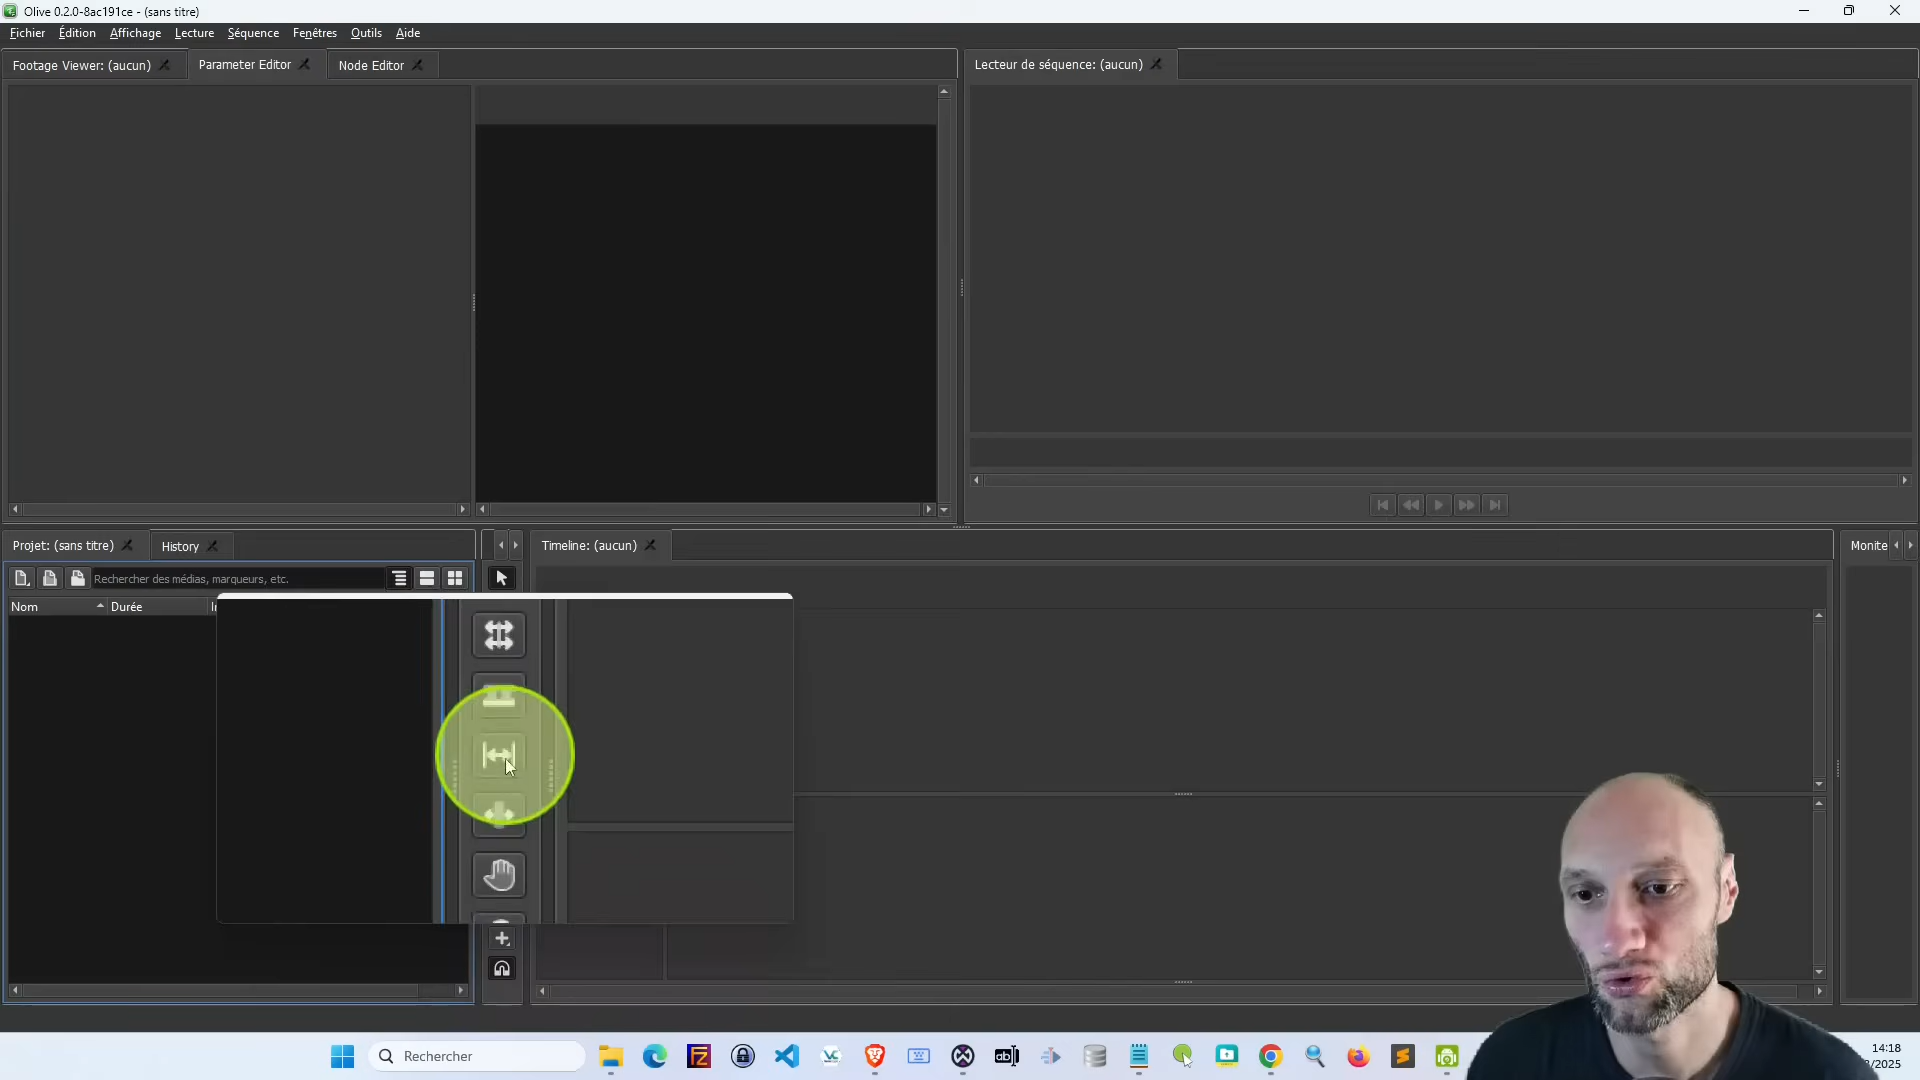 Olive 0.2.0-8ac191ce - (sans titre)
Fichier Édition Affichage Lecture Séquence Fenêtres Outils Aide
Footage Viewer: (aucun) Parameter Editor Node Editor
Lecteur de séquence: (aucun)
Projet: (sans titre) History
Timeline: (aucun)
Monite
Rechercher des médias, marqueurs, etc.
Nom Durée
Rechercher
14:18
/2025